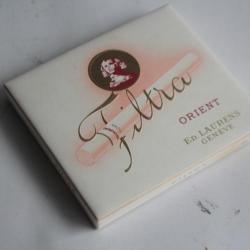 Filtra
ORIENT
ED. LAURENS
GENÈVE